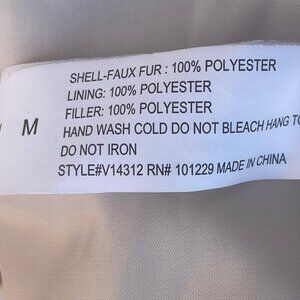 SHELL-FAUX FUR : 100% POLYESTER
LINING: 100% POLYESTER
FILLER: 100% POLYESTER
M HAND WASH COLD DO NOT BLEACH HANG TO
DO NOT IRON
STYLE#V14312 RN# 101229 MADE IN CHINA